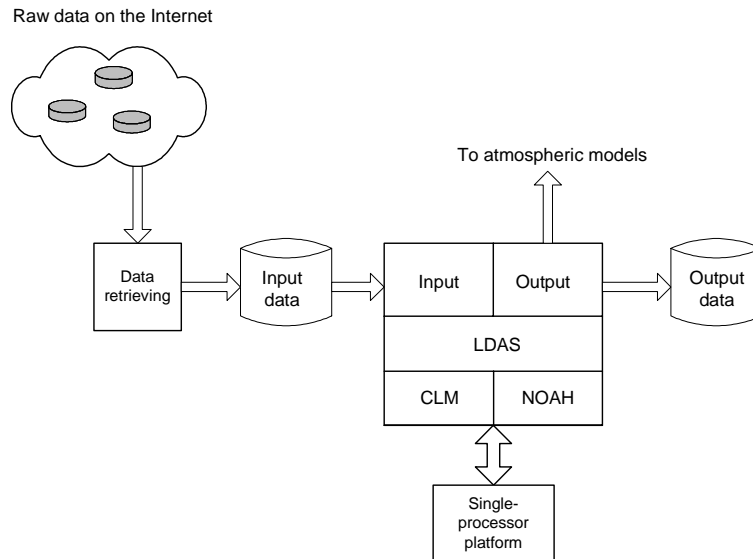 Raw data on the Internet
To atmospheric models
Data
retrieving
Input
data
Input
Output
Output
data
LDAS
CLM
NOAH
Single-
processor
platform